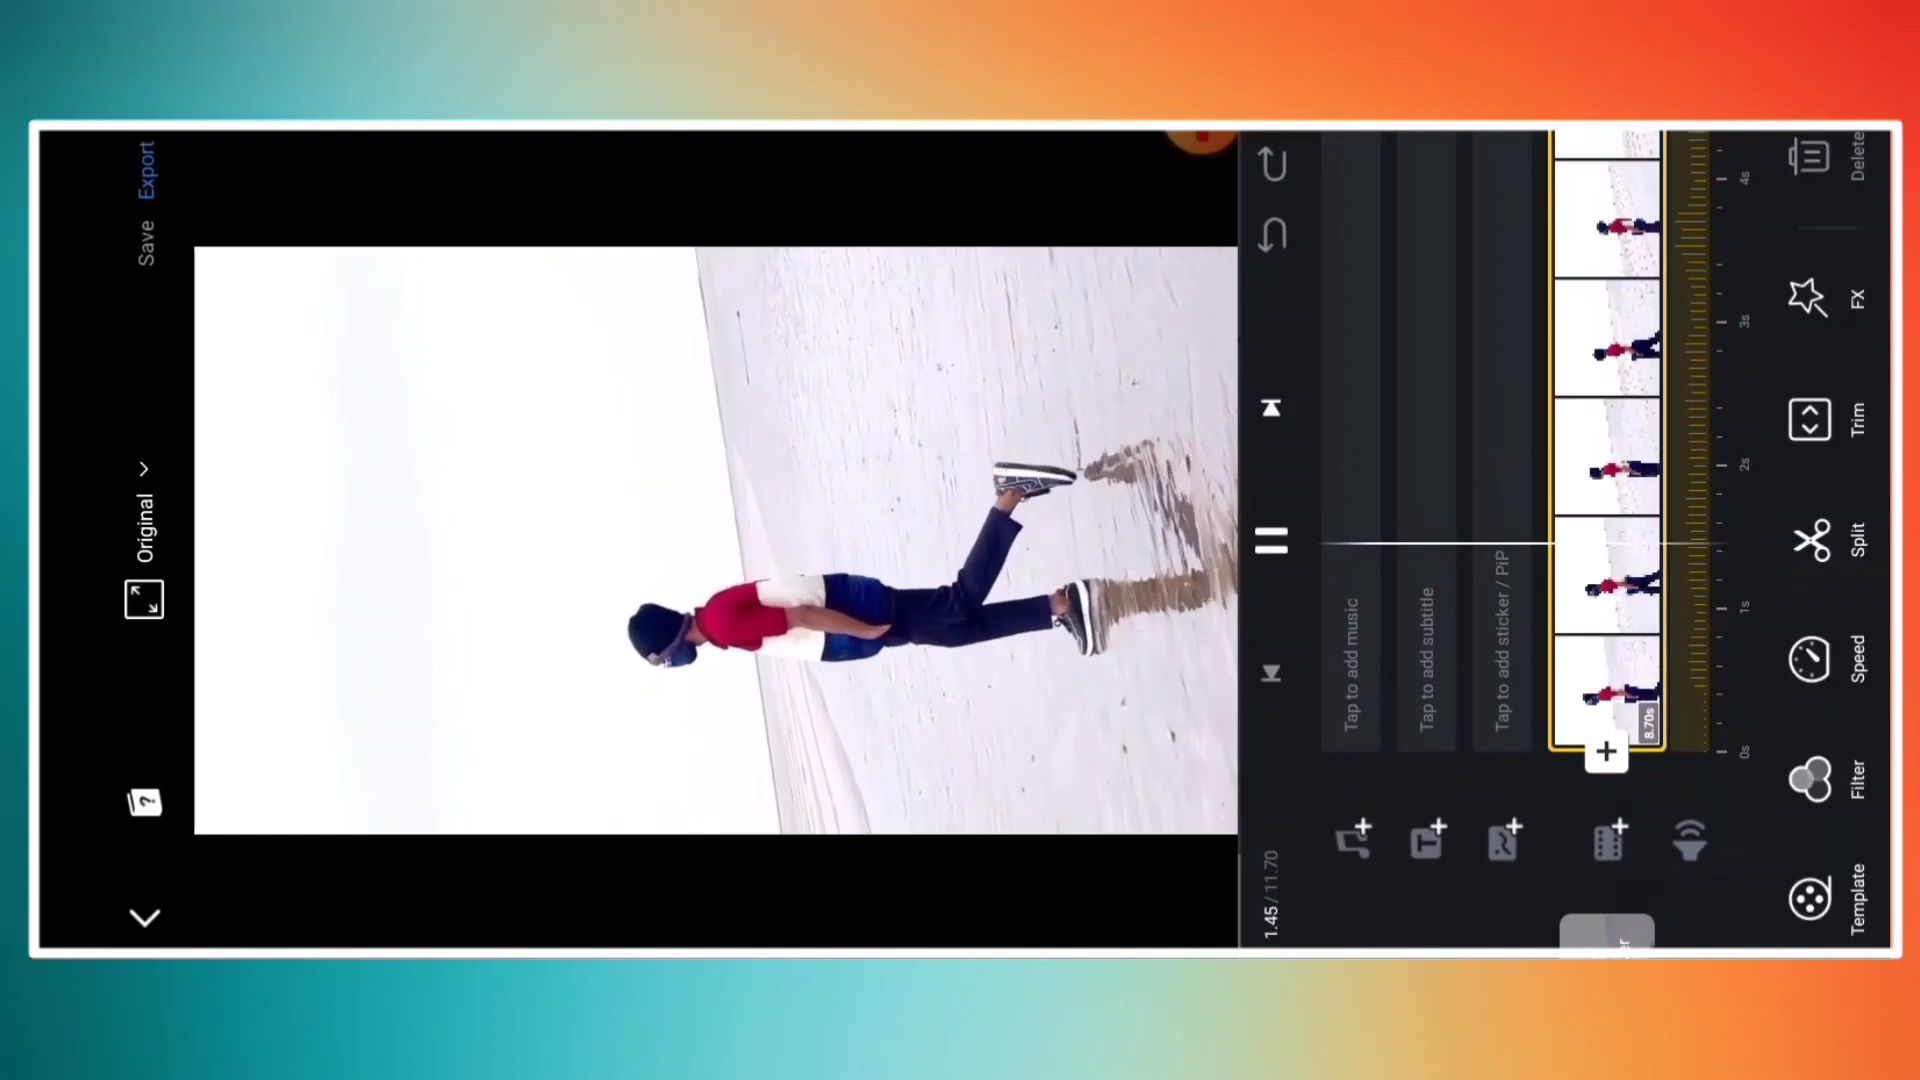 Original
Save
Export
1.45 / 11.70
Tap to add music
Tap to add subtitle
Tap to add sticker / PiP
8.70s
0s
1s
2s
3s
4s
Template
Filter
Speed
Split
Trim
FX
Delete